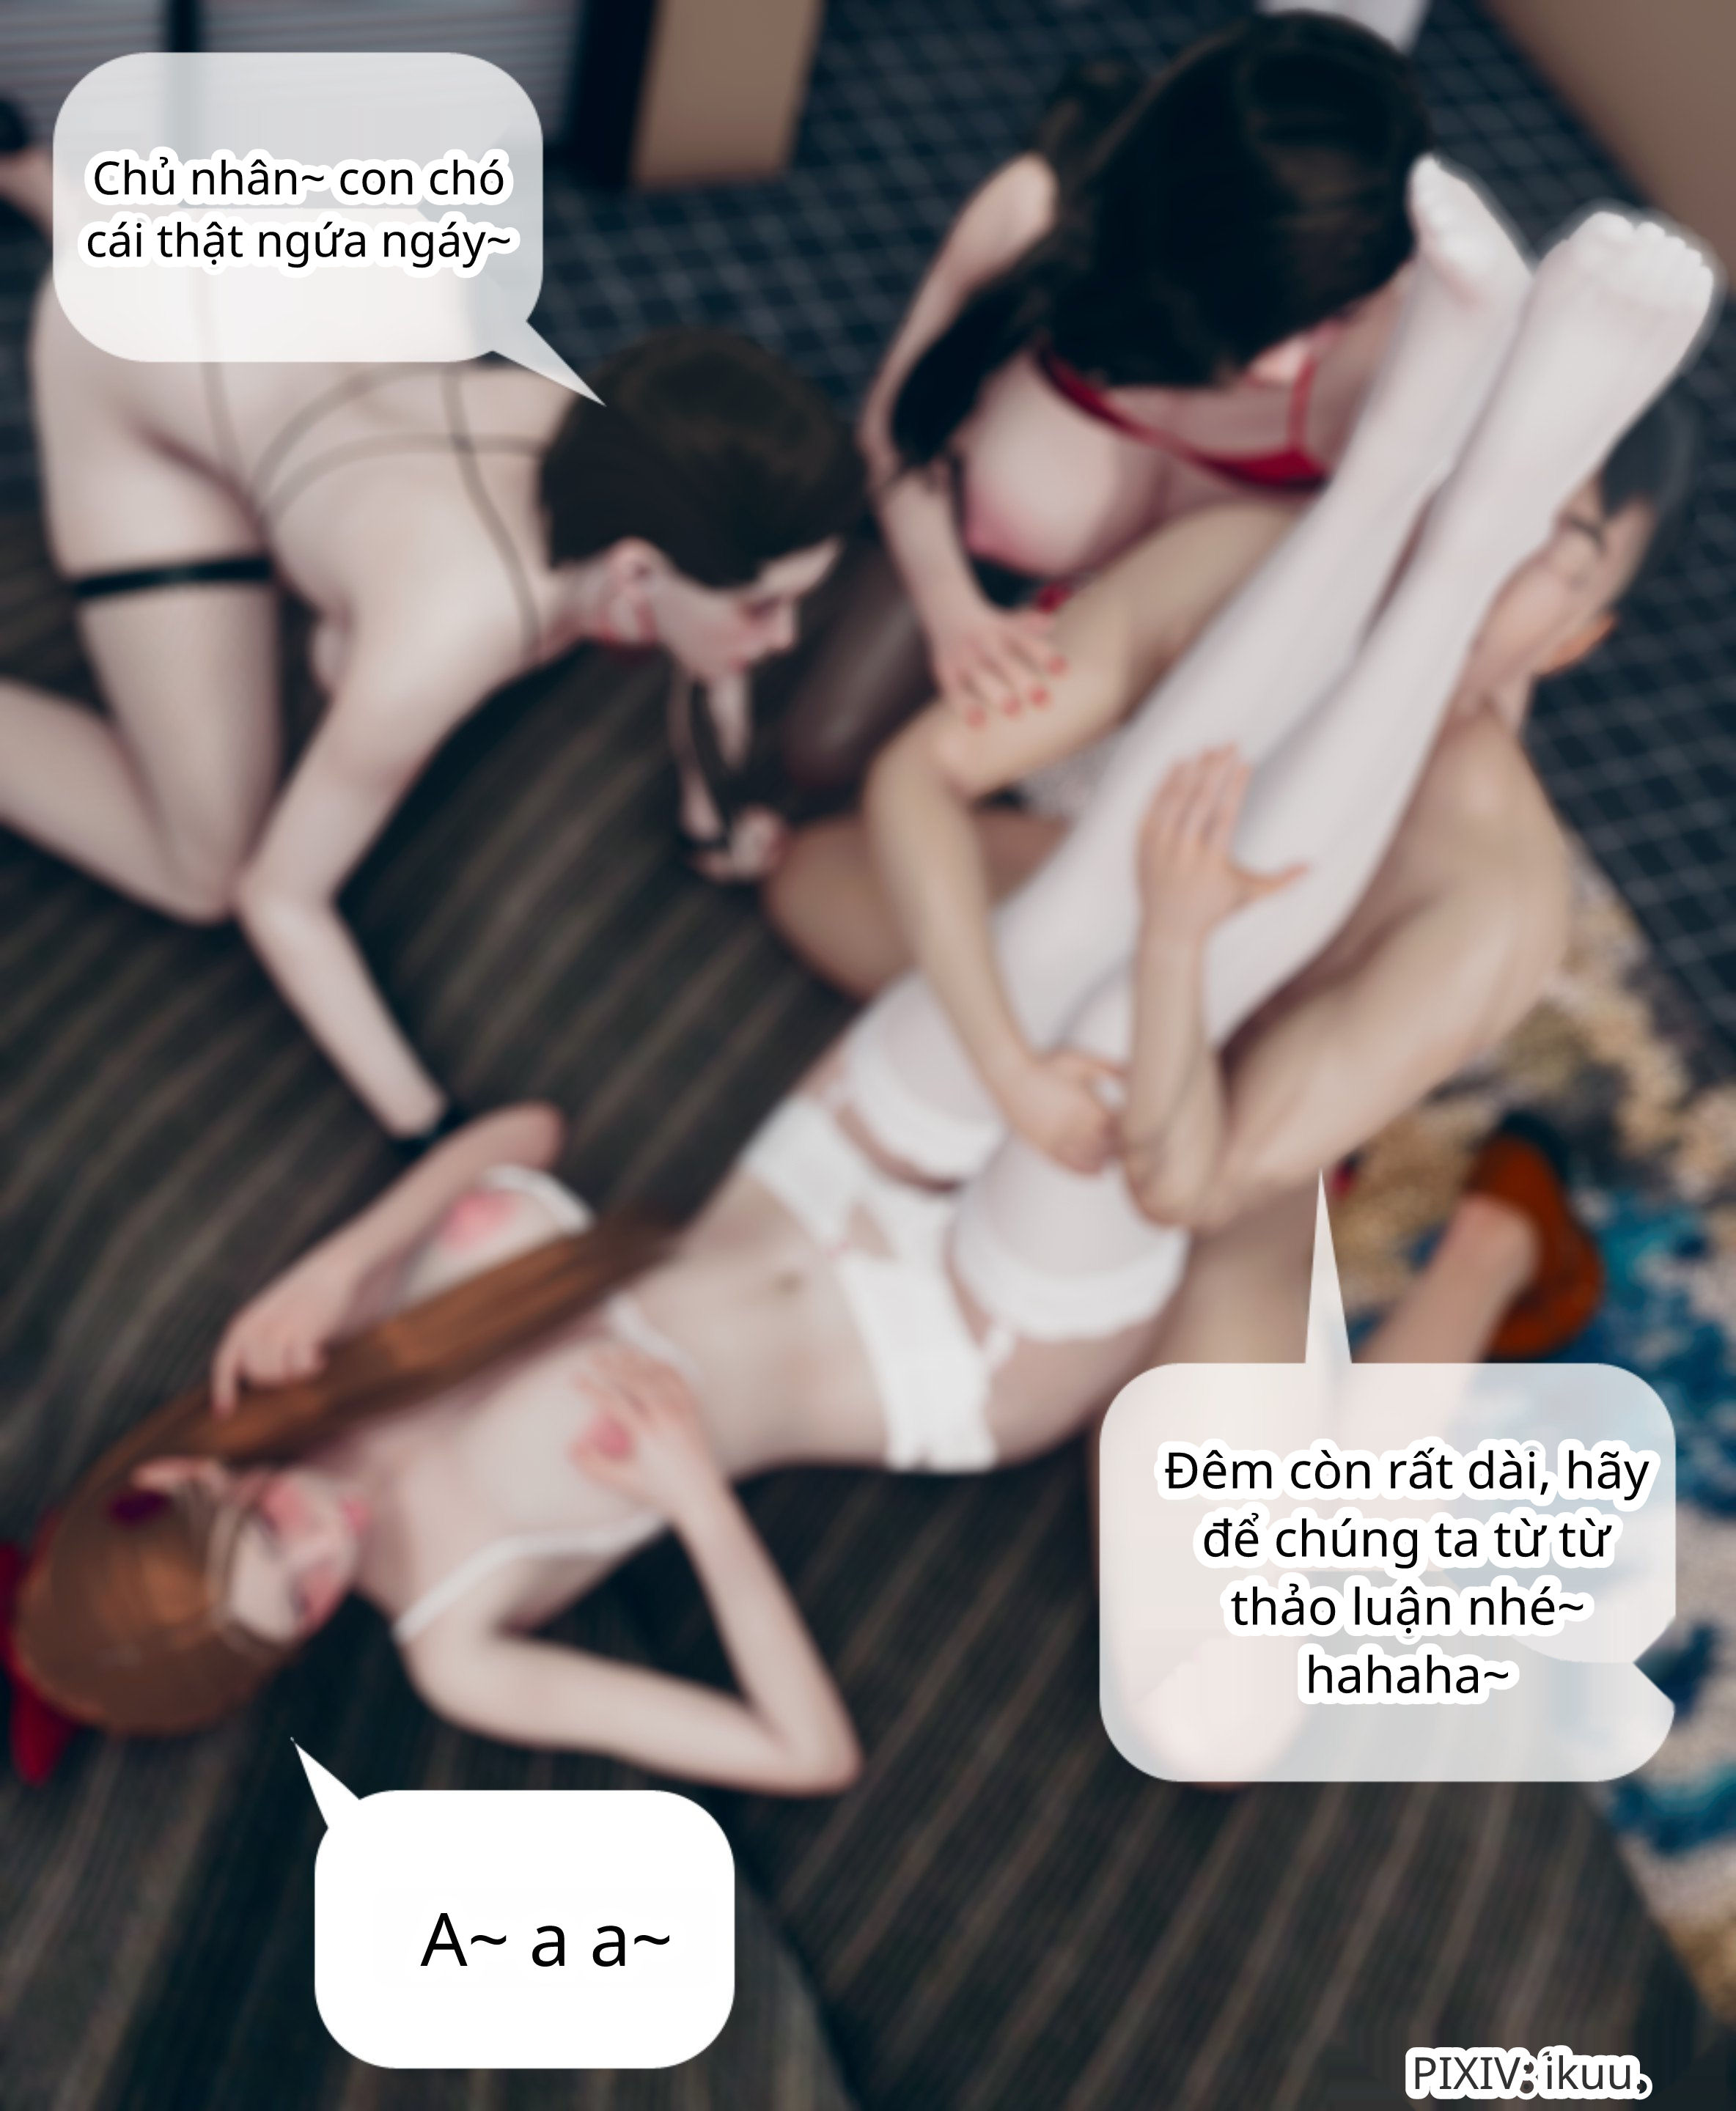 Chủ nhân~ con chó
cái thật ngứa ngáy~
Đêm còn rất dài, hãy
để chúng ta từ từ
thảo luận nhé~
hahaha~
A~ a a~
PIXIV: ikuu.